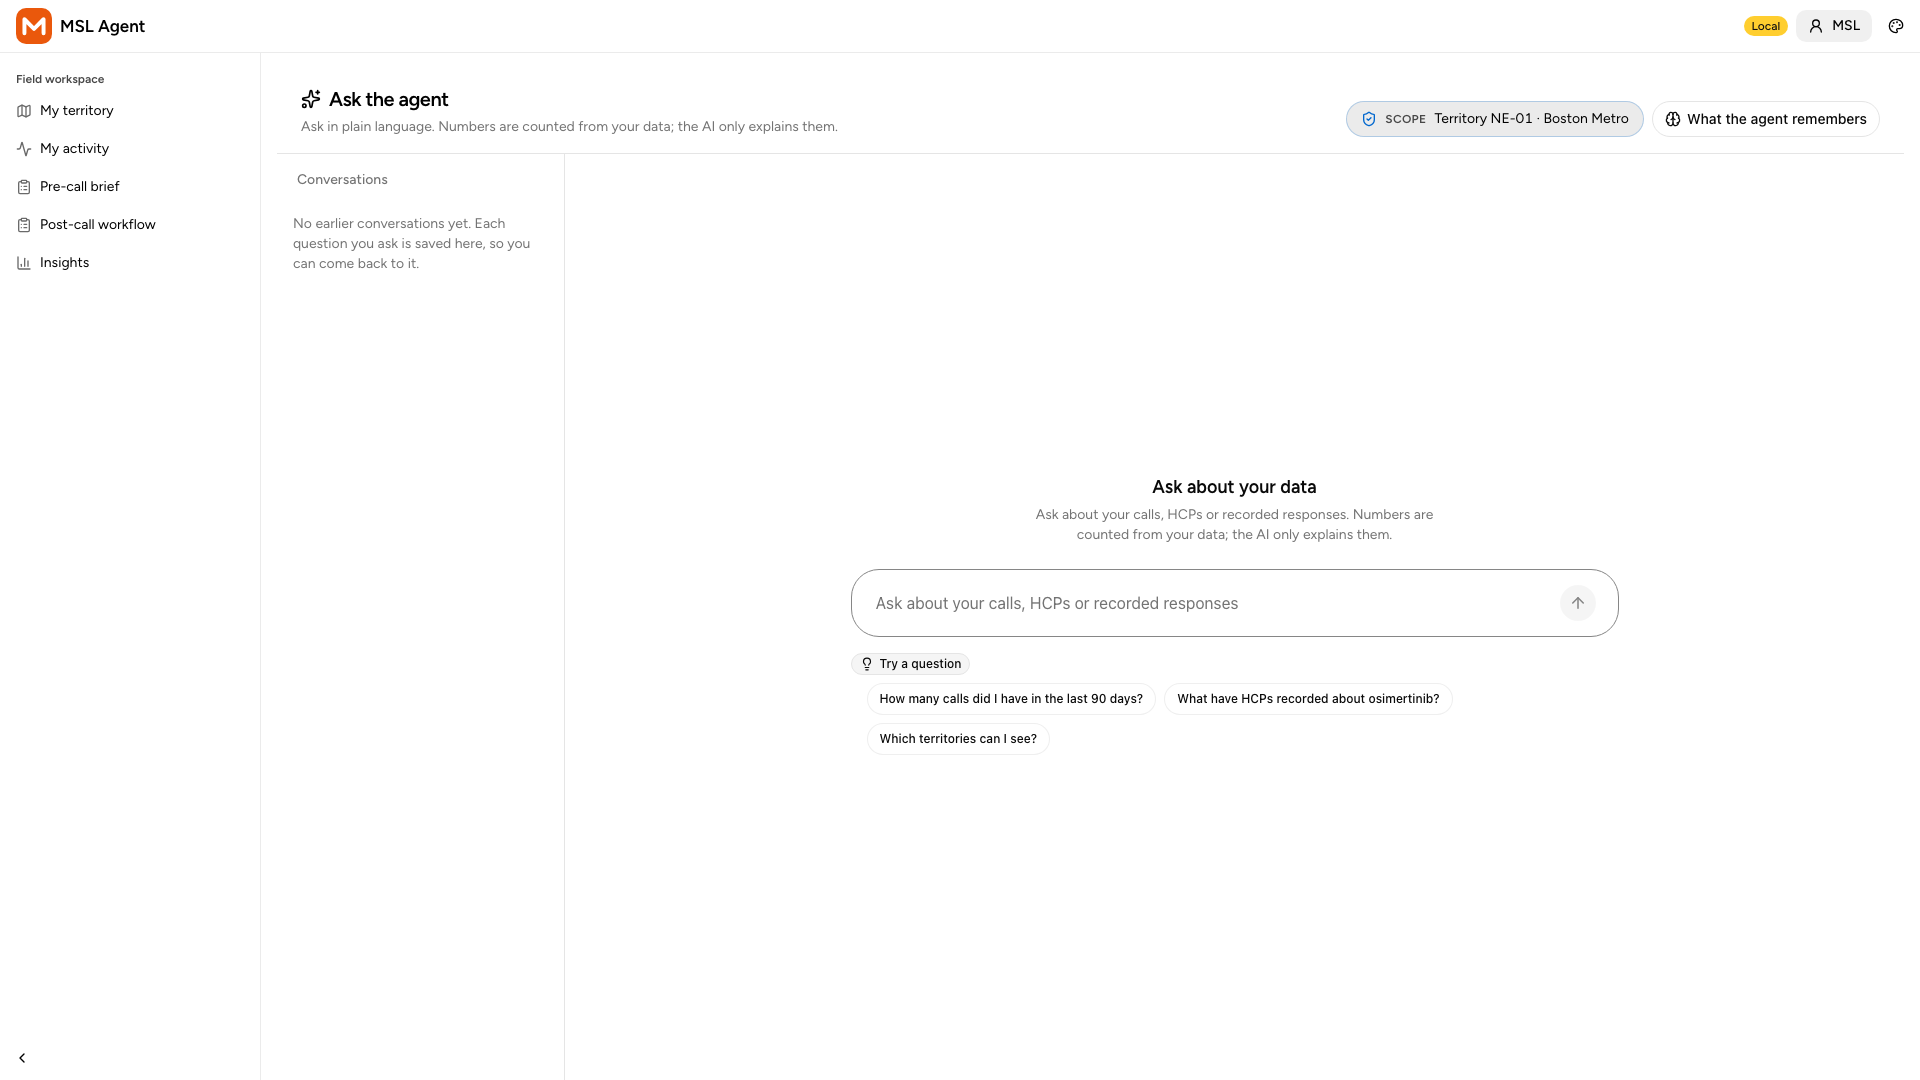 MSL Agent
Local
MSL
Field workspace
My territory
My activity
Pre-call brief
Post-call workflow
Insights
Ask the agent
Ask in plain language. Numbers are counted from your data; the AI only explains them.
SCOPE Territory NE-01 · Boston Metro
What the agent remembers
Conversations
No earlier conversations yet. Each
question you ask is saved here, so you
can come back to it.
Ask about your data
Ask about your calls, HCPs or recorded responses. Numbers are
counted from your data; the AI only explains them.
Ask about your calls, HCPs or recorded responses
Try a question
How many calls did I have in the last 90 days?
What have HCPs recorded about osimertinib?
Which territories can I see?